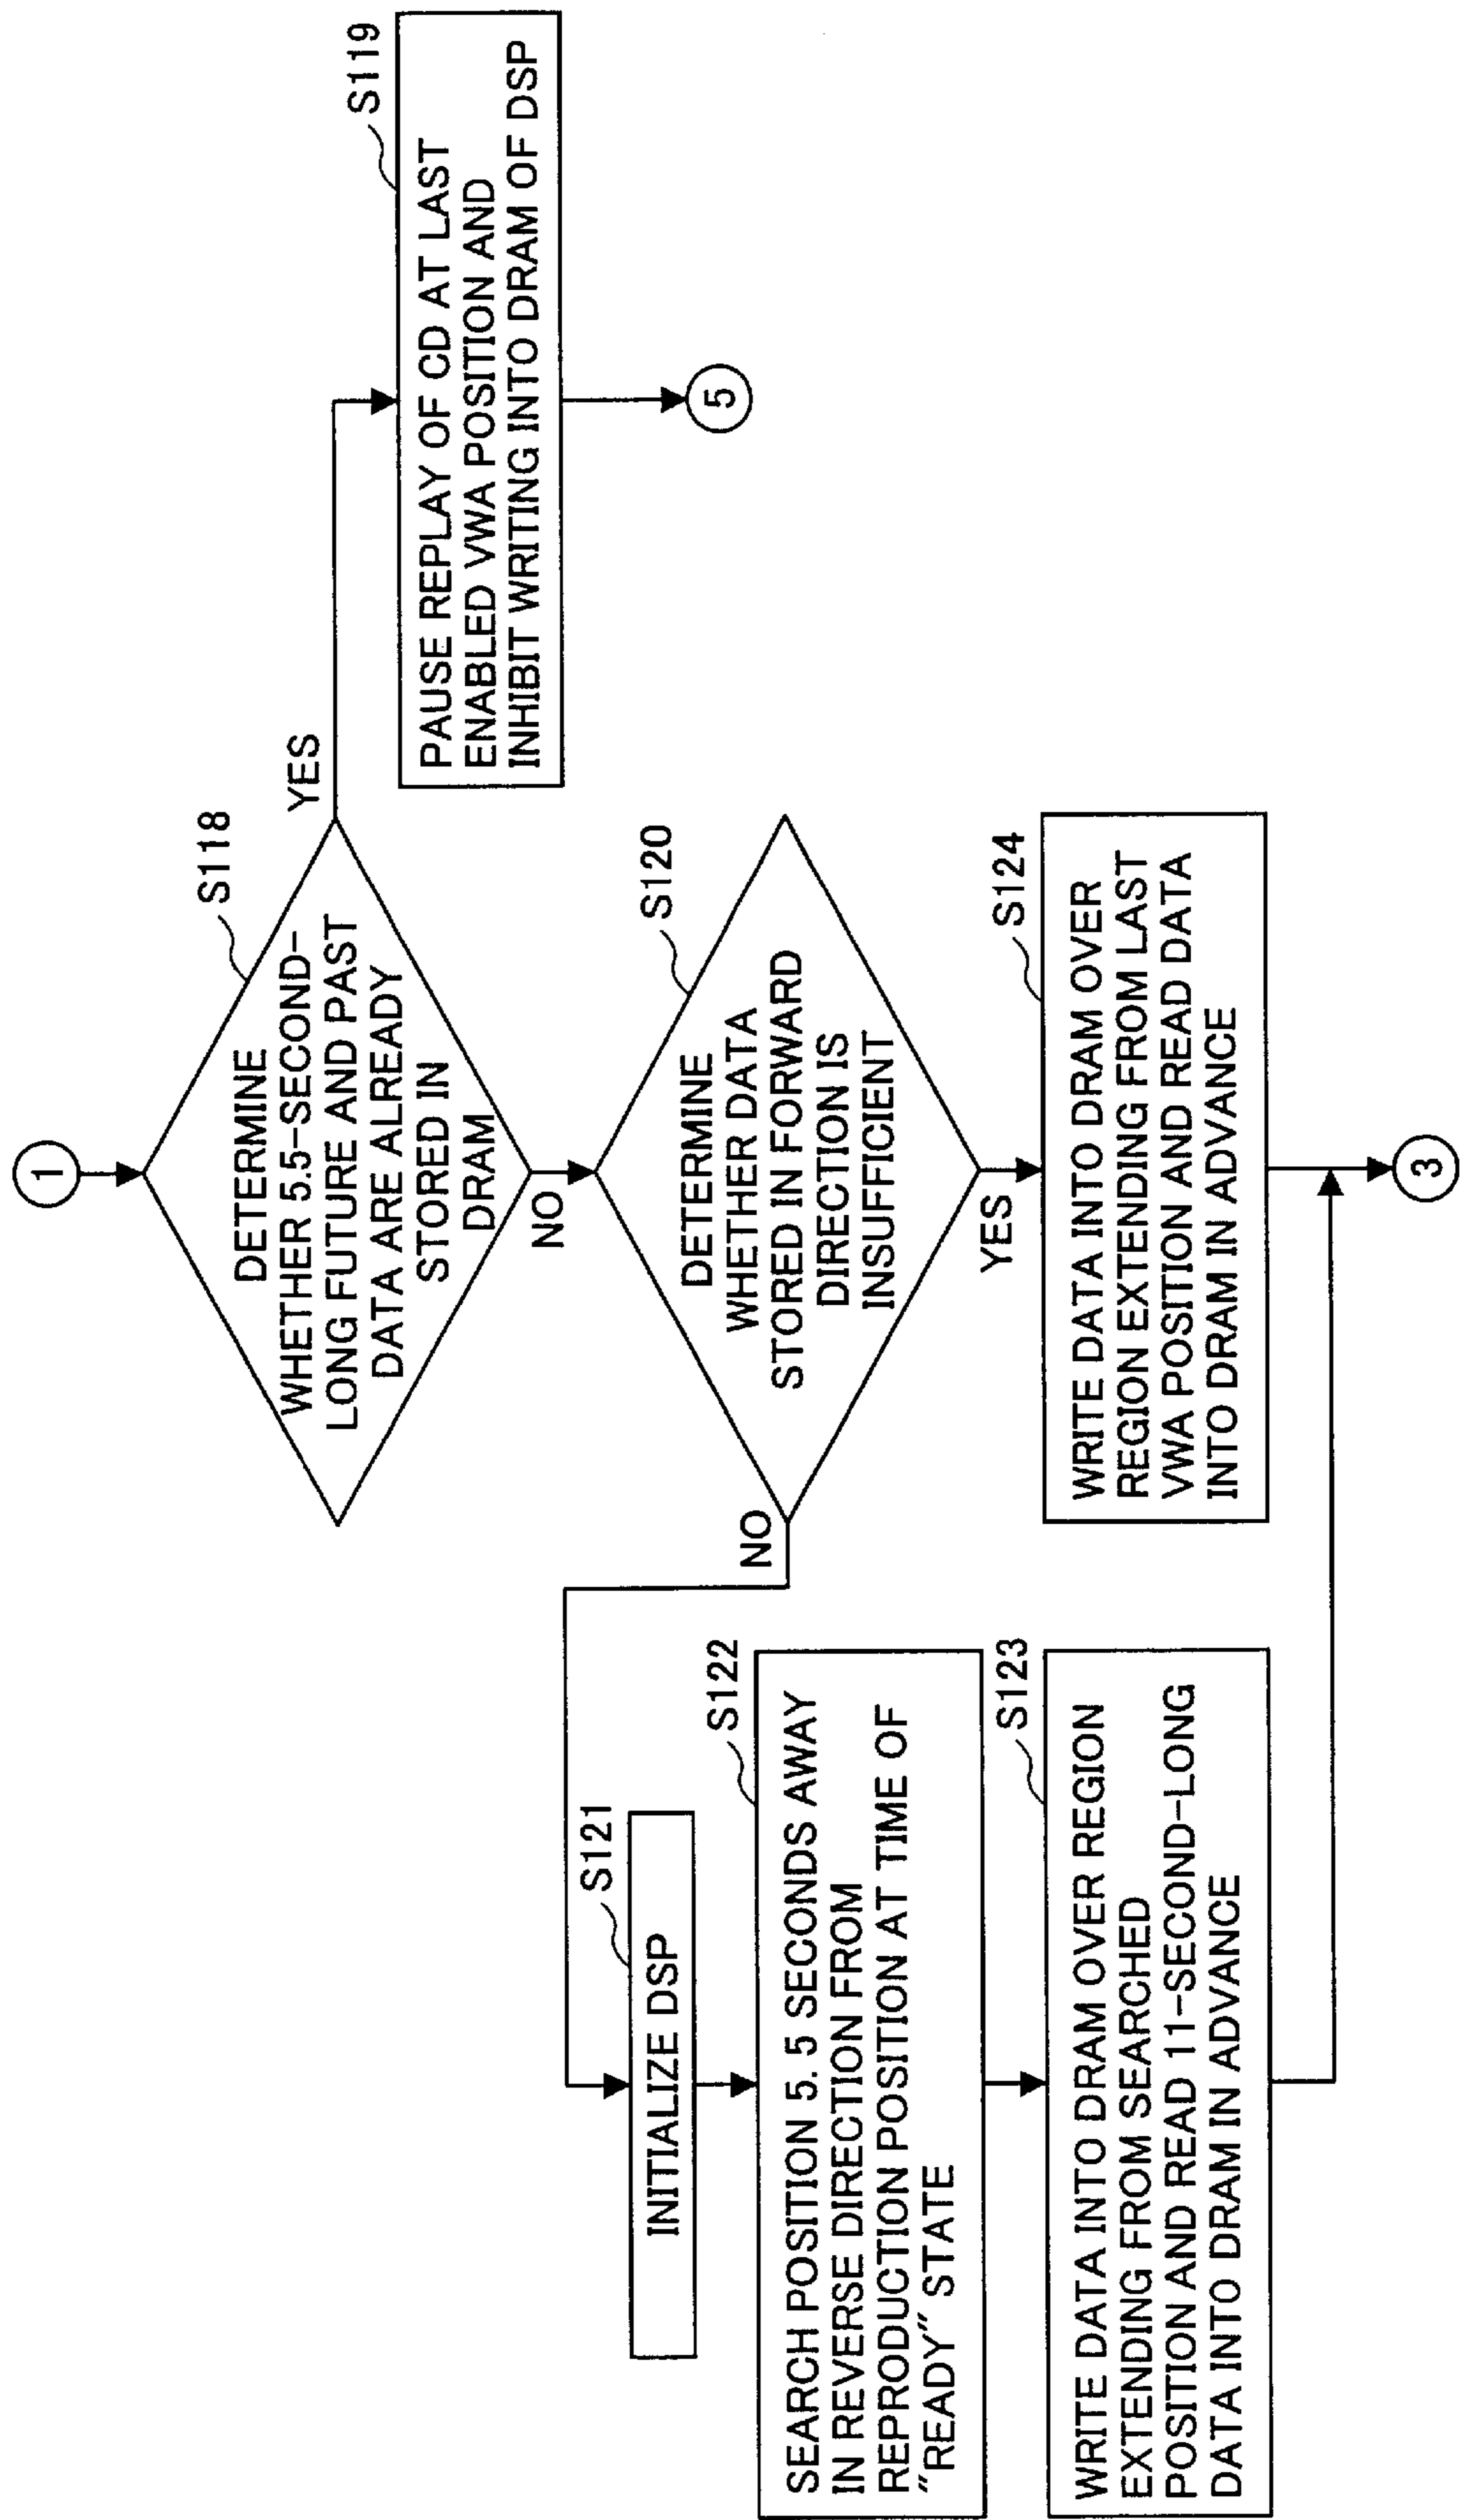 1
S118
DETERMINE
WHETHER 5.5-SECOND-
LONG FUTURE AND PAST
DATA ARE ALREADY
STORED IN
DRAM
YES
NO
S119
PAUSE REPLAY OF CD AT LAST
ENABLED VWA POSITION AND
INHIBIT WRITING INTO DRAM OF DSP
5
S120
DETERMINE
WHETHER DATA
STORED IN FORWARD
DIRECTION IS
INSUFFICIENT
NO
YES
S121
INITIALIZE DSP
S122
SEARCH POSITION 5. 5 SECONDS AWAY
IN REVERSE DIRECTION FROM
REPRODUCTION POSITION AT TIME OF
"READY" STATE
S123
WRITE DATA INTO DRAM OVER REGION
EXTENDING FROM SEARCHED
POSITION AND READ 11-SECOND-LONG
DATA INTO DRAM IN ADVANCE
S124
WRITE DATA INTO DRAM OVER
REGION EXTENDING FROM LAST
VWA POSITION AND READ DATA
INTO DRAM IN ADVANCE
3